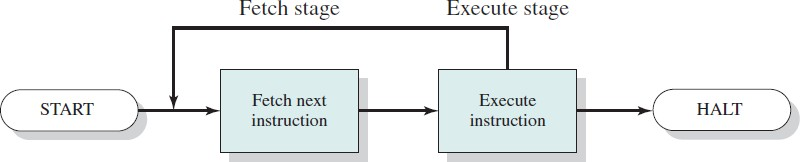 Fetch stage
Execute stage
START
Fetch next
instruction
Execute
instruction
HALT